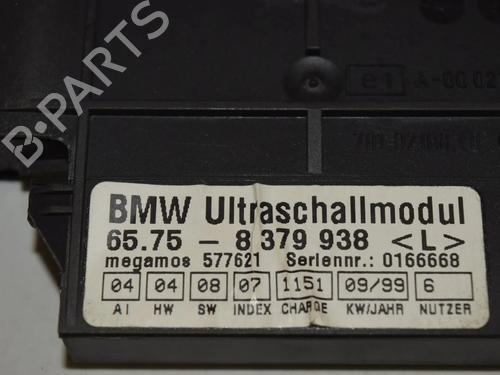 B-PARTS
e1
BMW Ultraschallmodul
65.75 - 8 379 938 <L>
megamos 577621 Seriennr.: 0166668
04 04 08 07 1151 09/99 6
AI HW SW INDEX CHARGE KW/JAHR NUTZER